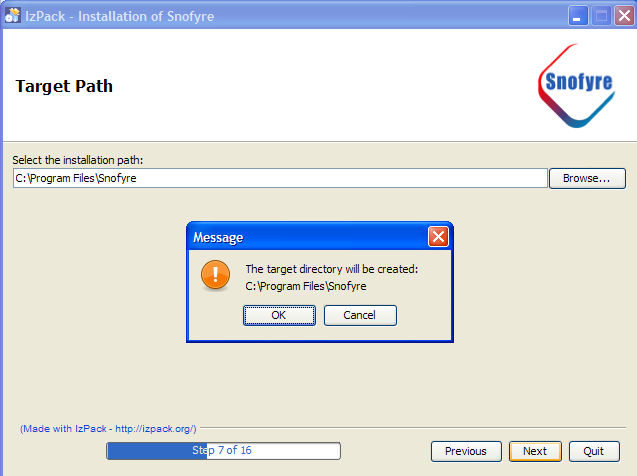 IzPack - Installation of Snofyre
Target Path
Snofyre
Select the installation path:
C:\Program Files\Snofyre
Browse...
Message
!
The target directory will be created:
C:\Program Files\Snofyre
OK
Cancel
(Made with IzPack - http://izpack.org/)
Step 7 of 16
Previous
Next
Quit